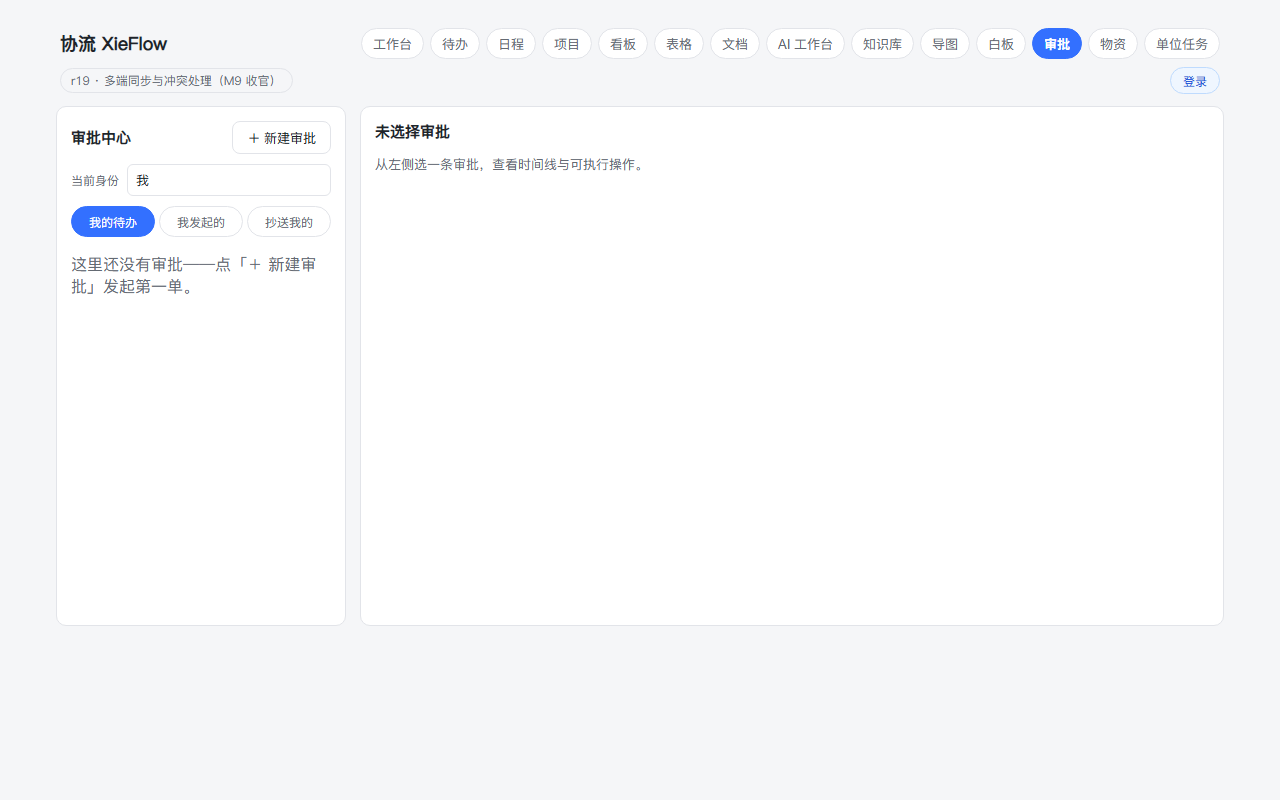 协流 XieFlow
工作台 待办 日程 项目 看板 表格 文档 AI 工作台 知识库 导图 白板 审批 物资 单位任务
r19 · 多端同步与冲突处理（M9 收官）
登录
审批中心
＋ 新建审批
当前身份 我
我的待办 我发起的 抄送我的
这里还没有审批——点「＋ 新建审
批」发起第一单。
未选择审批
从左侧选一条审批，查看时间线与可执行操作。